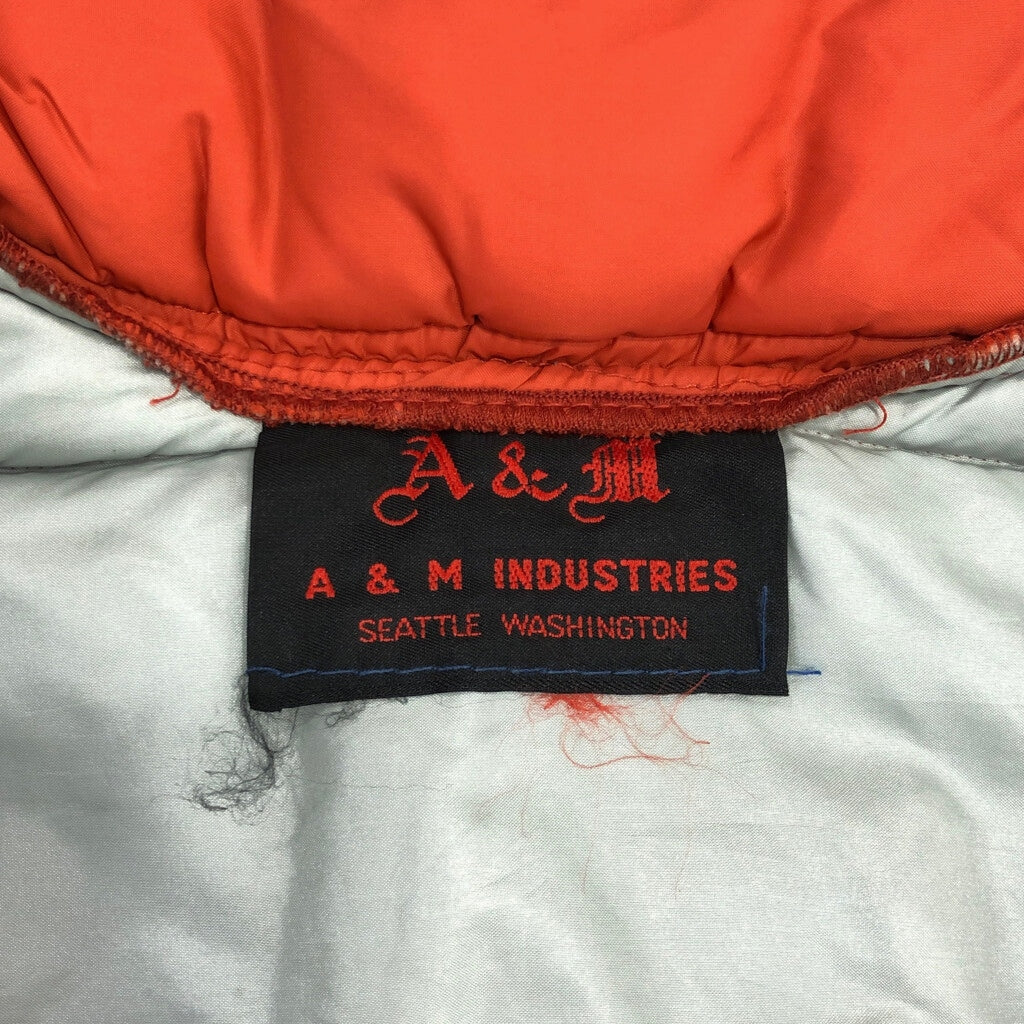 A & M
A & M INDUSTRIES
SEATTLE WASHINGTON